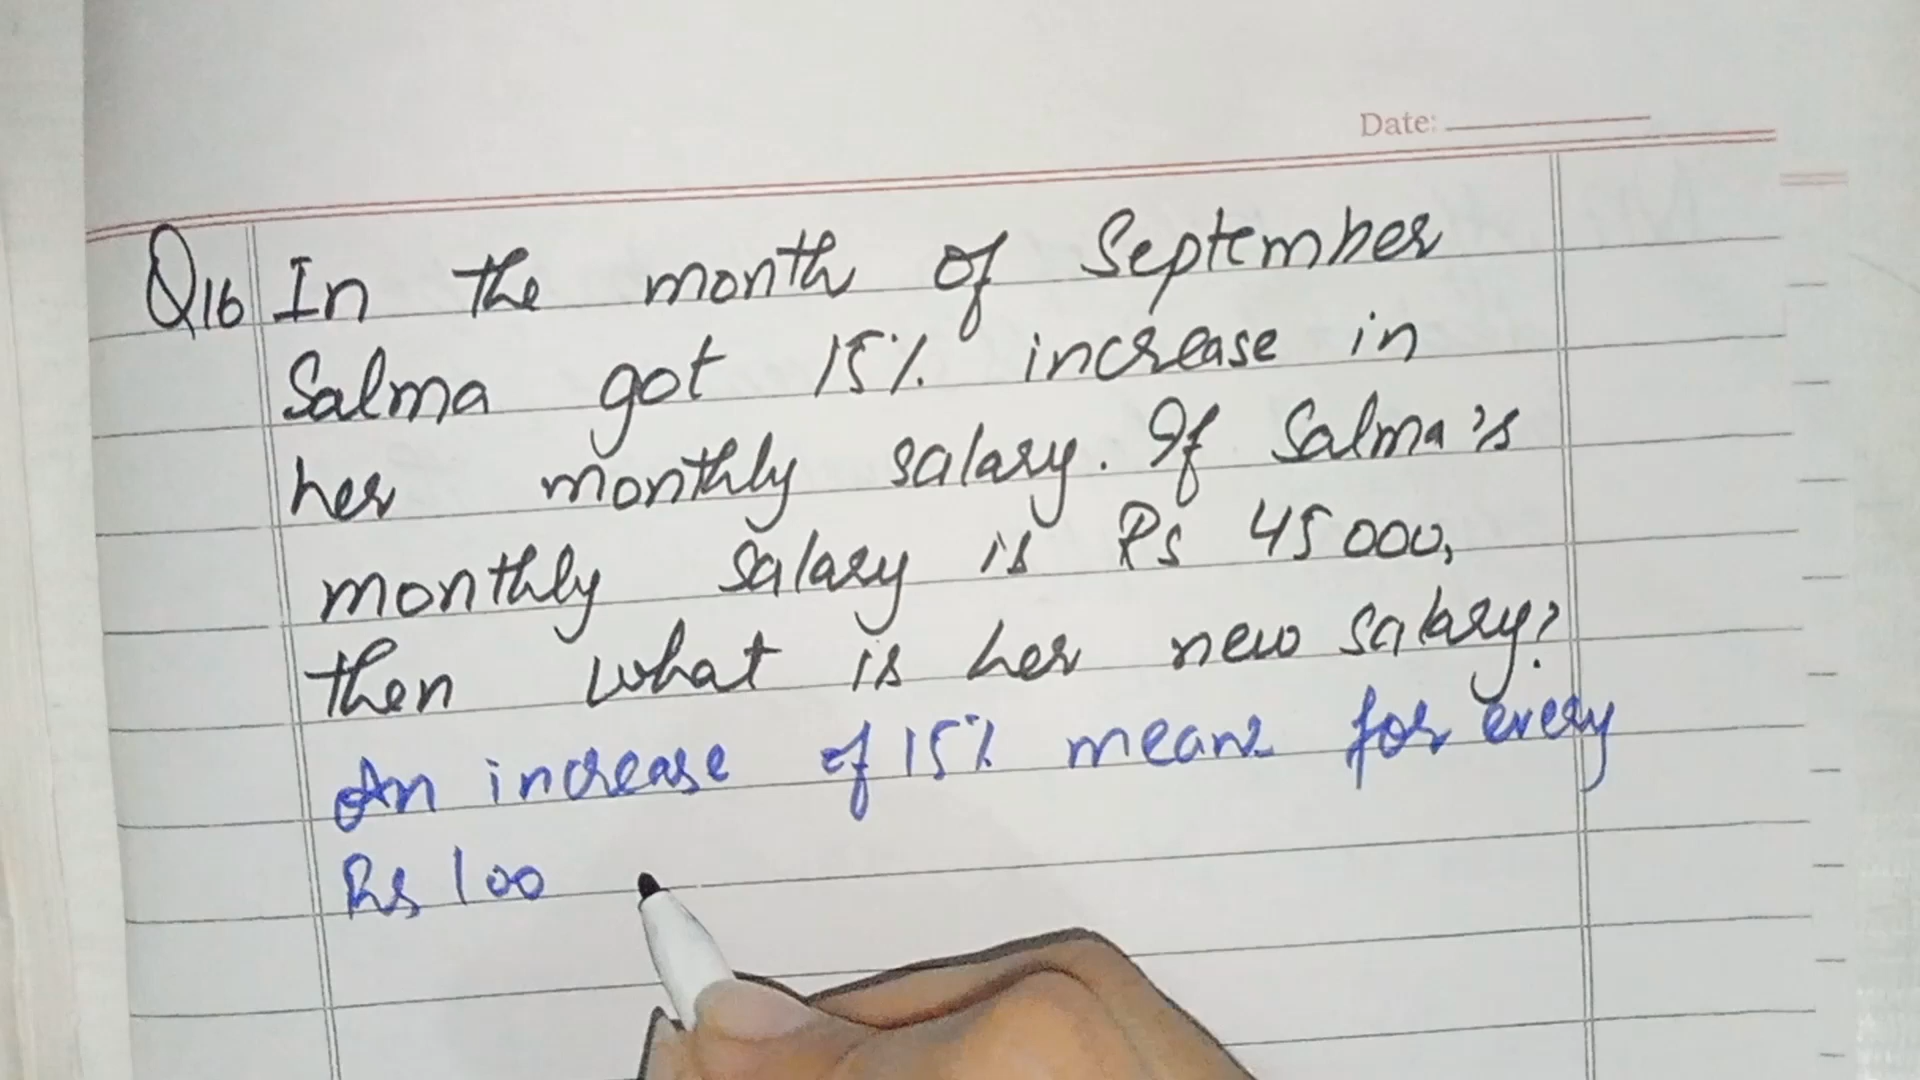 Date:
Q16 In the month of September
Salma got 15% increase in
her monthly salary. If Salma's
monthly salary is Rs 45000,
then what is her new salary?
An increase of 15% means for every
Rs 100